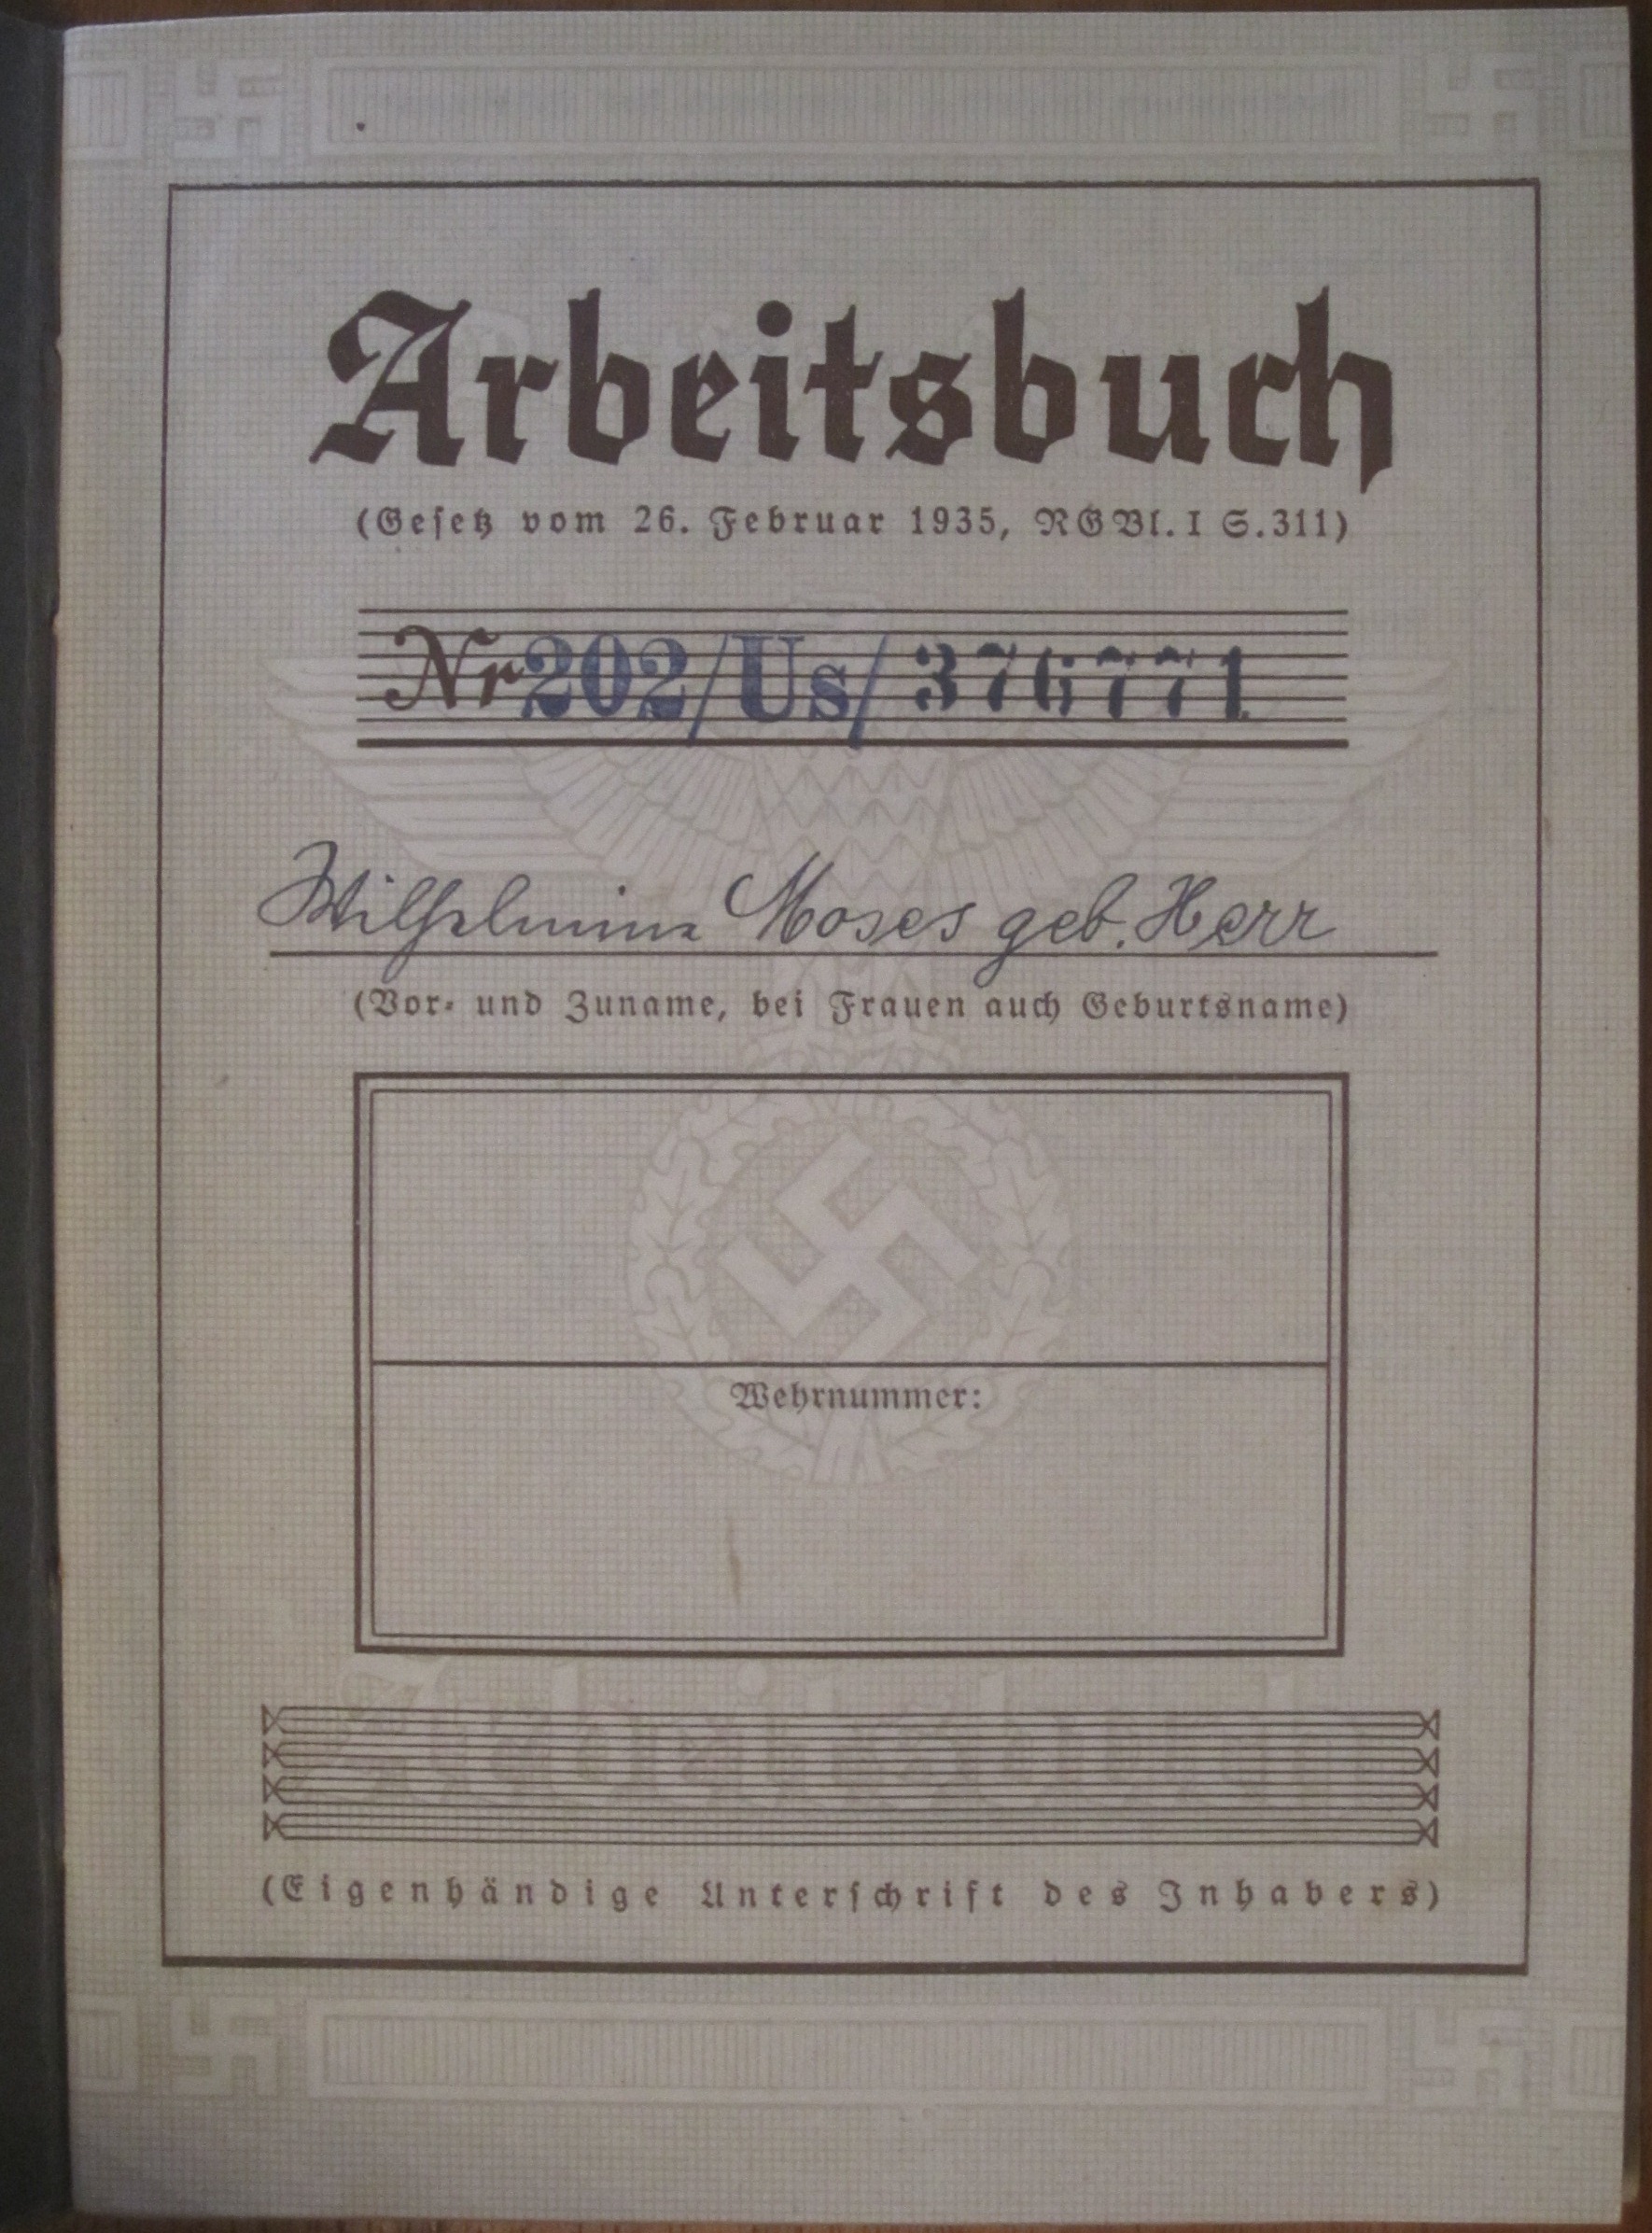 Arbeitsbuch
(Gesetz vom 26. Februar 1935, RGBl. I S. 311)
Nr 202/Us/ 376771
Wilhelmine Moses geb. Herr
(Vor- und Zuname, bei Frauen auch Geburtsname)
Wehrnummer:
Arbeitsbuch
(Eigenhändige Unterschrift des Inhabers)